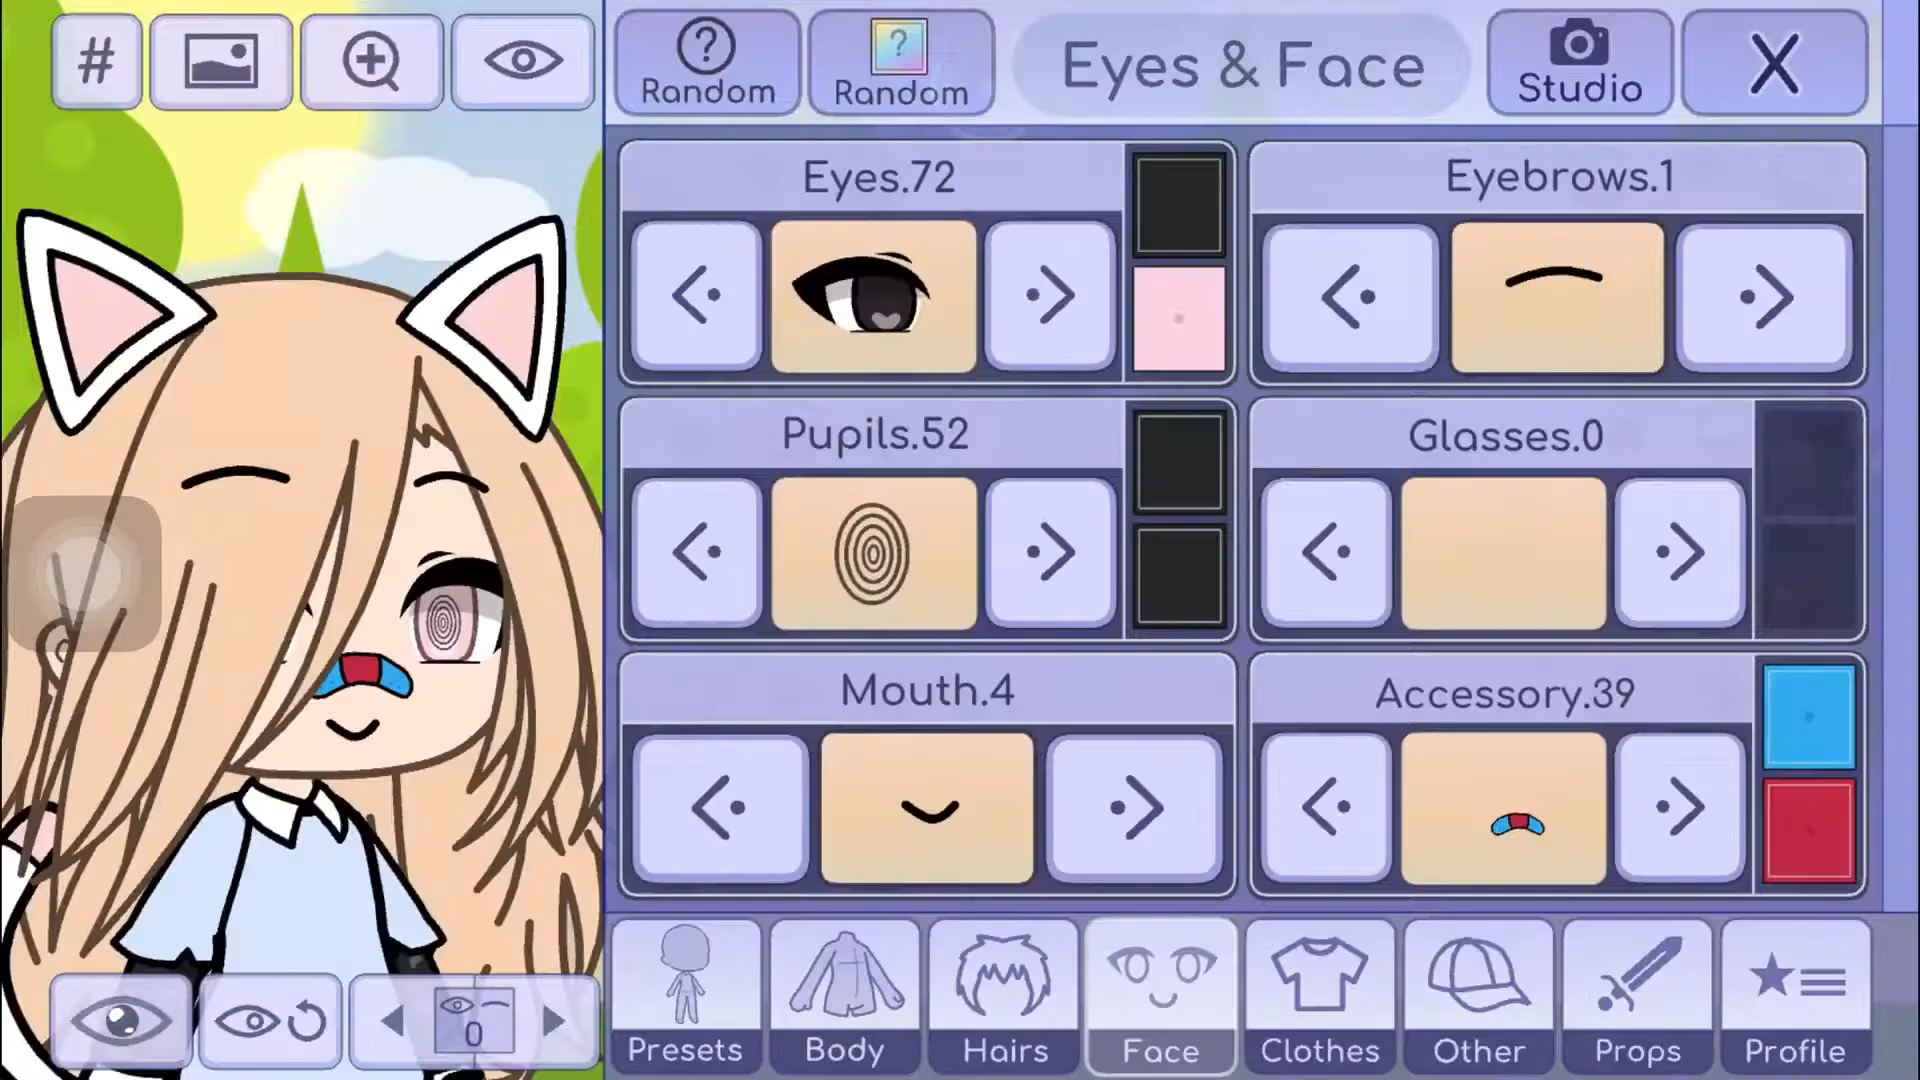 #
Random
Random
Eyes & Face
Studio
X
Eyes.72
Eyebrows.1
Pupils.52
Glasses.0
Mouth.4
Accessory.39
0
Presets
Body
Hairs
Face
Clothes
Other
Props
Profile